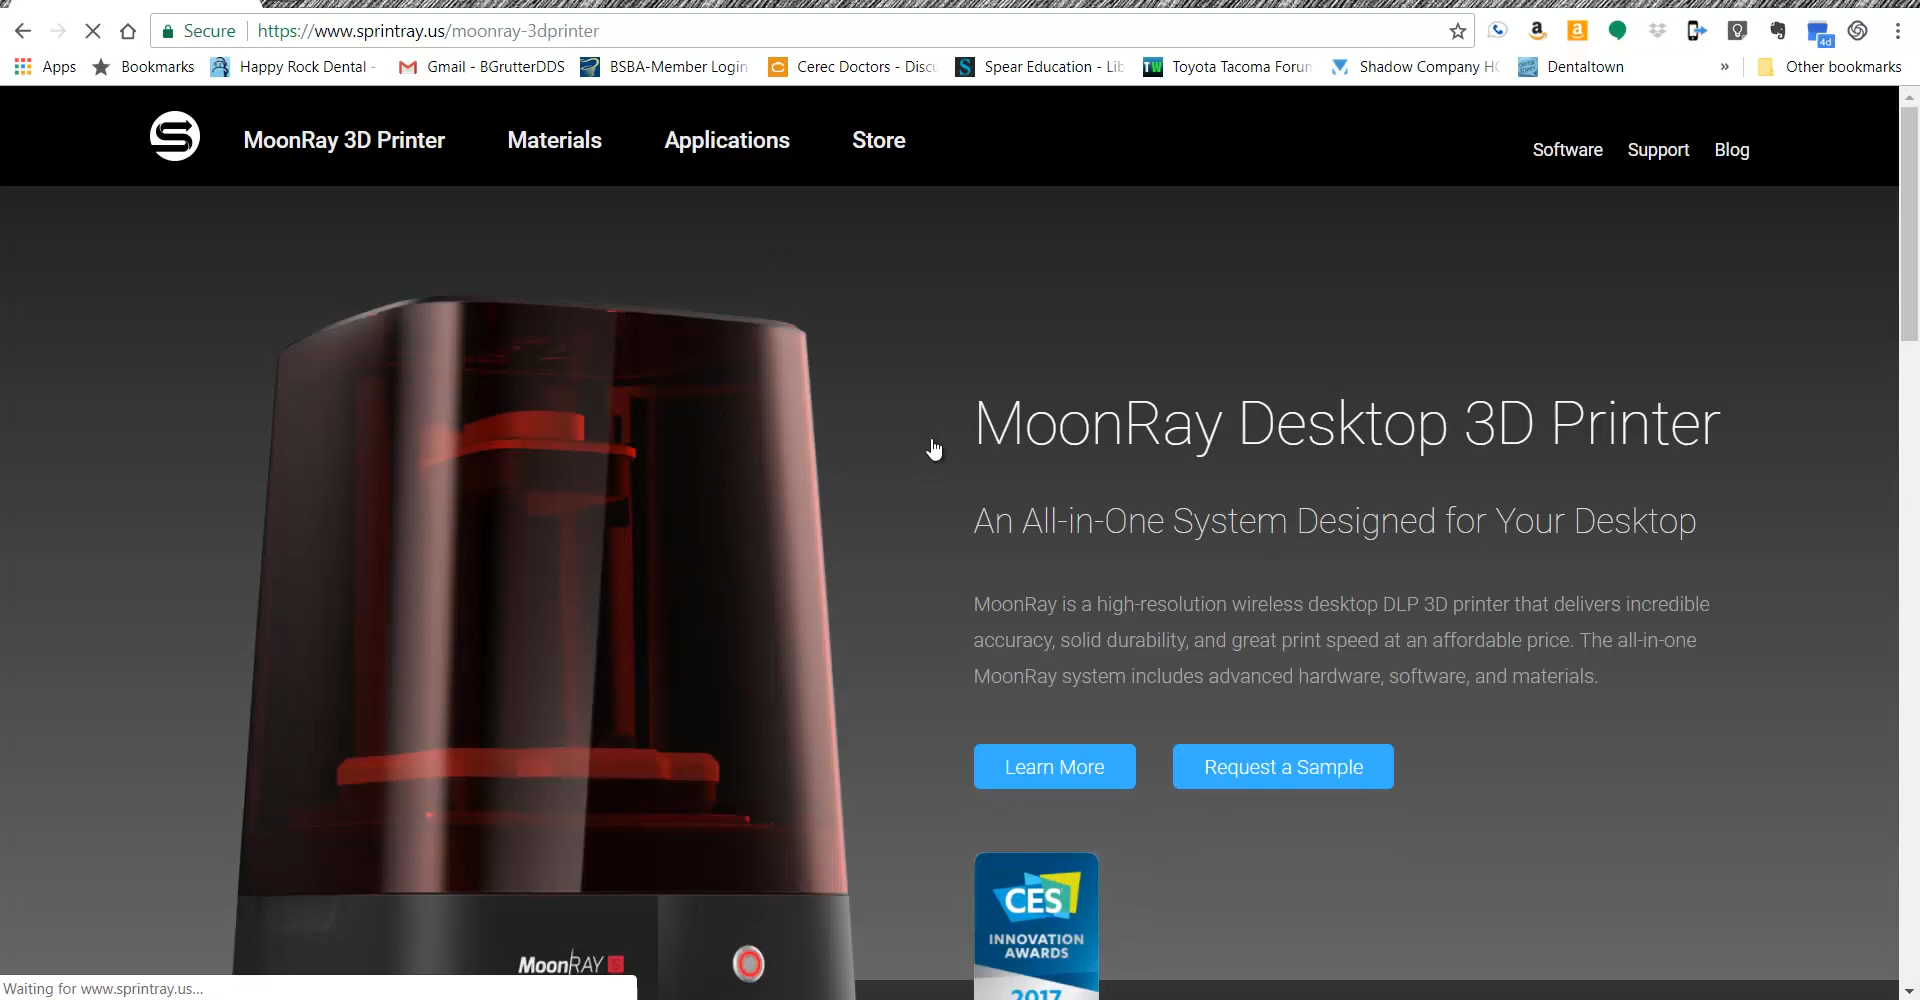 Secure https://www.sprintray.us/moonray-3dprinter
4d
Apps Bookmarks Happy Rock Dental - Gmail - BGrutterDDS BSBA-Member Login Cerec Doctors - Discu Spear Education - Lib Toyota Tacoma Forun Shadow Company HQ Dentaltown » Other bookmarks
MoonRay 3D Printer Materials Applications Store
Software Support Blog
MoonRay Desktop 3D Printer
An All-in-One System Designed for Your Desktop
MoonRay is a high-resolution wireless desktop DLP 3D printer that delivers incredible
accuracy, solid durability, and great print speed at an affordable price. The all-in-one
MoonRay system includes advanced hardware, software, and materials.
Learn More Request a Sample
CES
INNOVATION
AWARDS
2017
MoonRAY S
Waiting for www.sprintray.us...